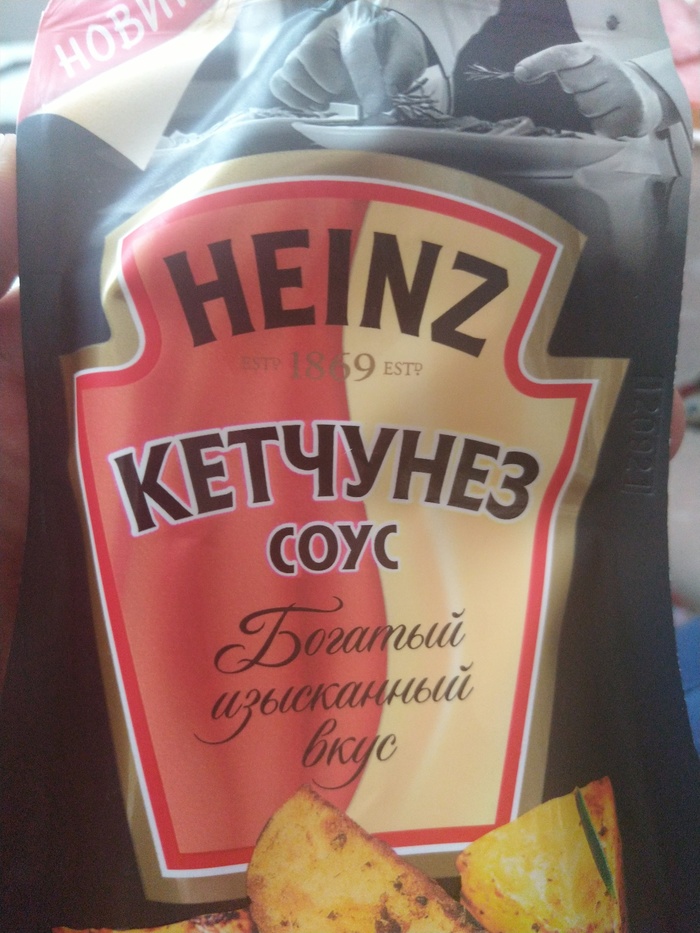 НОВИН
HEINZ
ESTD 1869 ESTD
КЕТЧУНЕЗ
СОУС
Богатый
изысканный
вкус